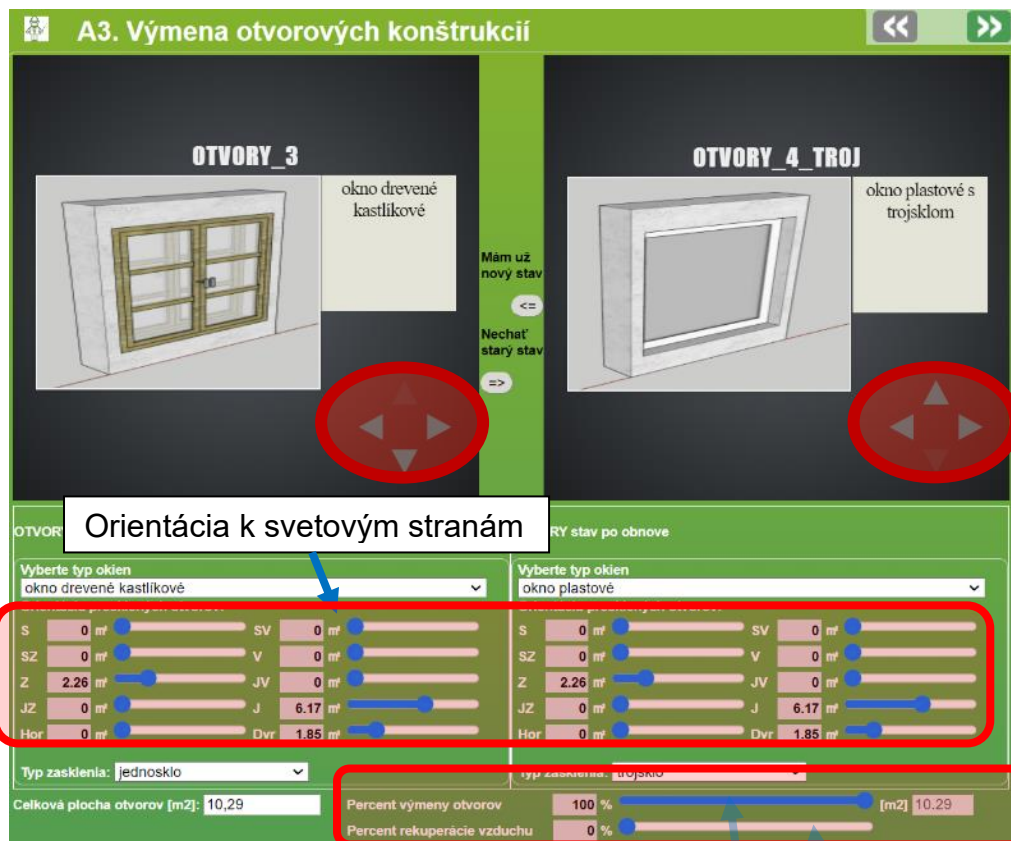 A3. Výmena otvorových konštrukcií
<< >>
OTVORY_3
okno drevené
kastlíkové
Mám už
nový stav
<=
Nechať
starý stav
=>
OTVORY_4_TROJ
okno plastové s
trojsklom
Orientácia k svetovým stranám
OTVOR
RY stav po obnove
Vyberte typ okien
okno drevené kastlíkové
S 0 m² SV 0 m²
SZ 0 m² V 0 m²
Z 2.26 m² JV 0 m²
JZ 0 m² J 6.17 m²
Hor 0 m² Dvr 1.85 m²
Typ zasklenia: jednosklo
Vyberte typ okien
okno plastové
S 0 m² SV 0 m²
SZ 0 m² V 0 m²
Z 2.26 m² JV 0 m²
JZ 0 m² J 6.17 m²
Hor 0 m² Dvr 1.85 m²
Typ zasklenia: trojsklo
Celková plocha otvorov [m2]: 10,29
Percent výmeny otvorov 100 % [m2] 10.29
Percent rekuperácie vzduchu 0 %